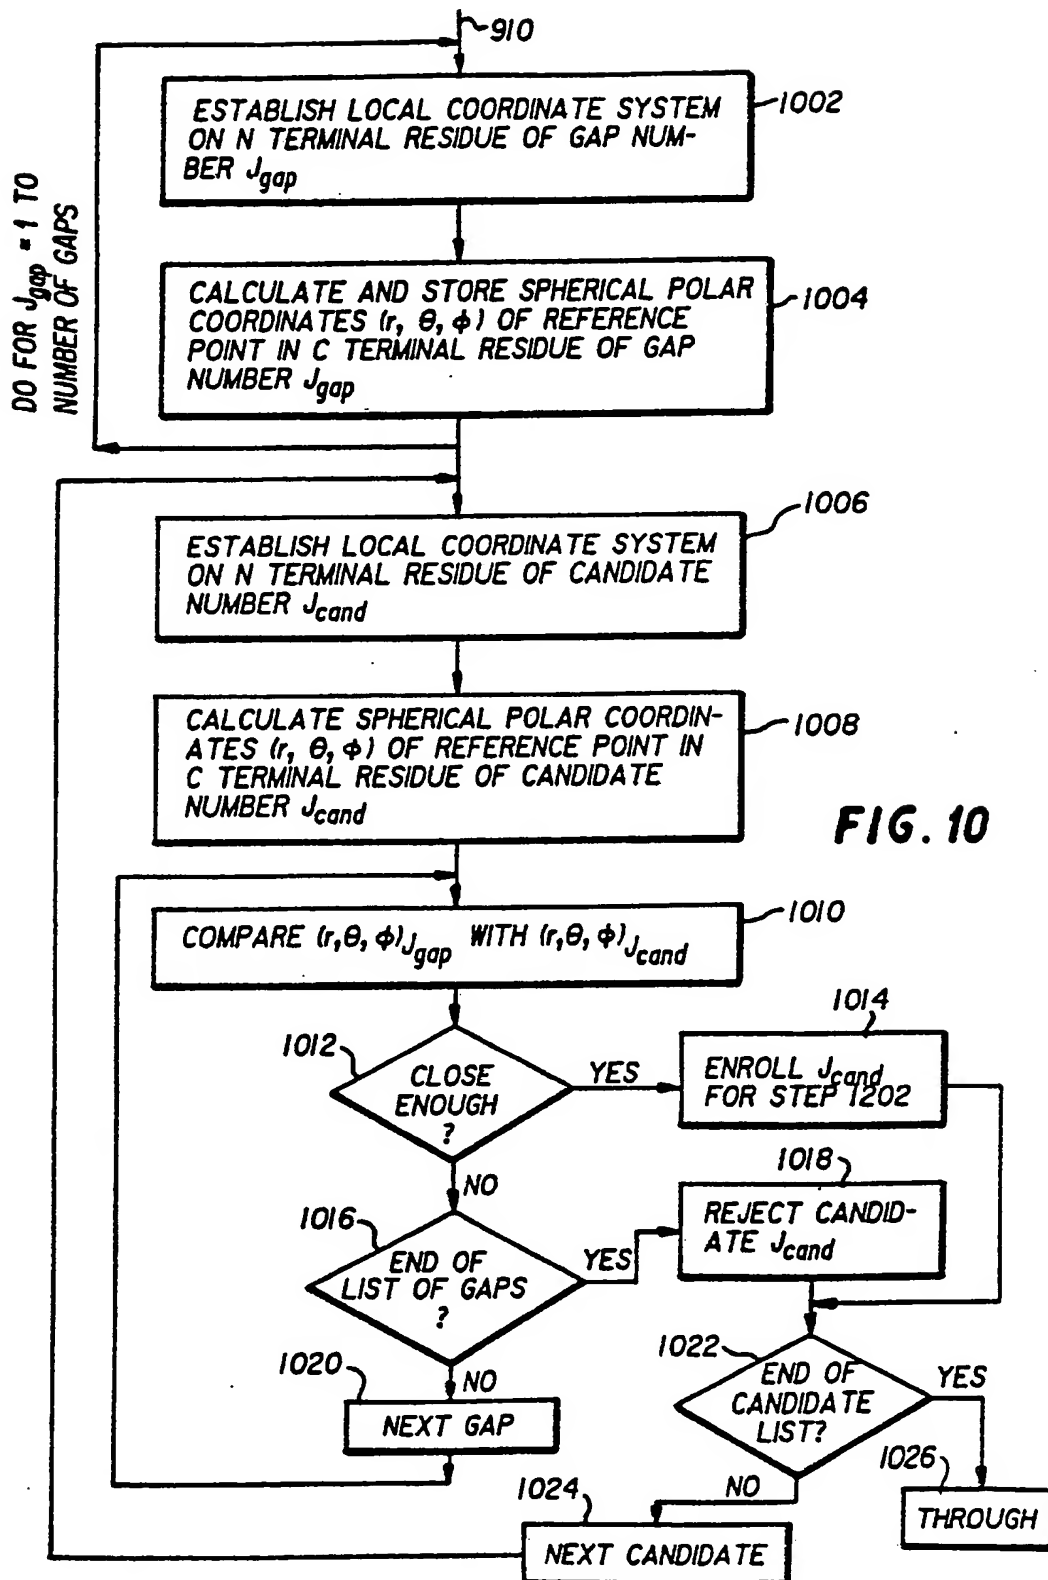 910
ESTABLISH LOCAL COORDINATE SYSTEM
ON N TERMINAL RESIDUE OF GAP NUM-
BER Jgap
1002
DO FOR Jgap = 1 TO
NUMBER OF GAPS
CALCULATE AND STORE SPHERICAL POLAR
COORDINATES (r, θ, ϕ) OF REFERENCE
POINT IN C TERMINAL RESIDUE OF GAP
NUMBER Jgap
1004
ESTABLISH LOCAL COORDINATE SYSTEM
ON N TERMINAL RESIDUE OF CANDIDATE
NUMBER Jcand
1006
CALCULATE SPHERICAL POLAR COORDIN-
ATES (r, θ, ϕ) OF REFERENCE POINT IN
C TERMINAL RESIDUE OF CANDIDATE
NUMBER Jcand
1008
FIG. 10
COMPARE (r,θ, ϕ)Jgap WITH (r,θ, ϕ)Jcand
1010
1012
CLOSE
ENOUGH
?
YES
NO
1014
ENROLL Jcand
FOR STEP 1202
1016
END OF
LIST OF GAPS
?
YES
NO
1018
REJECT CANDID-
ATE Jcand
1020
NEXT GAP
1022
END OF
CANDIDATE
LIST?
YES
NO
1024
NEXT CANDIDATE
1026
THROUGH